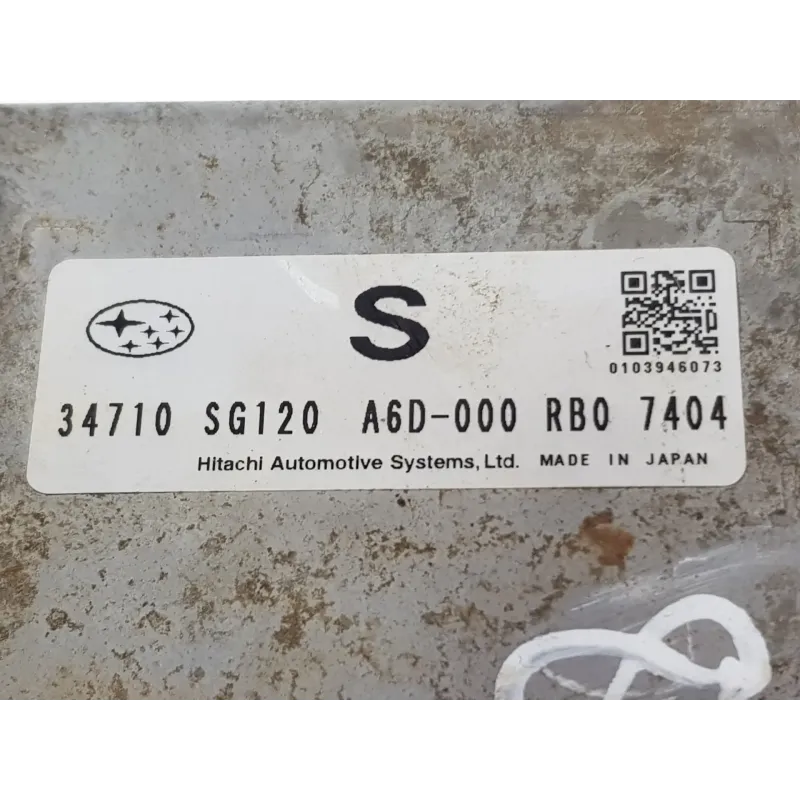 S
0103946073
34710 SG120 A6D-000 RB0 7404
Hitachi Automotive Systems, Ltd. MADE IN JAPAN